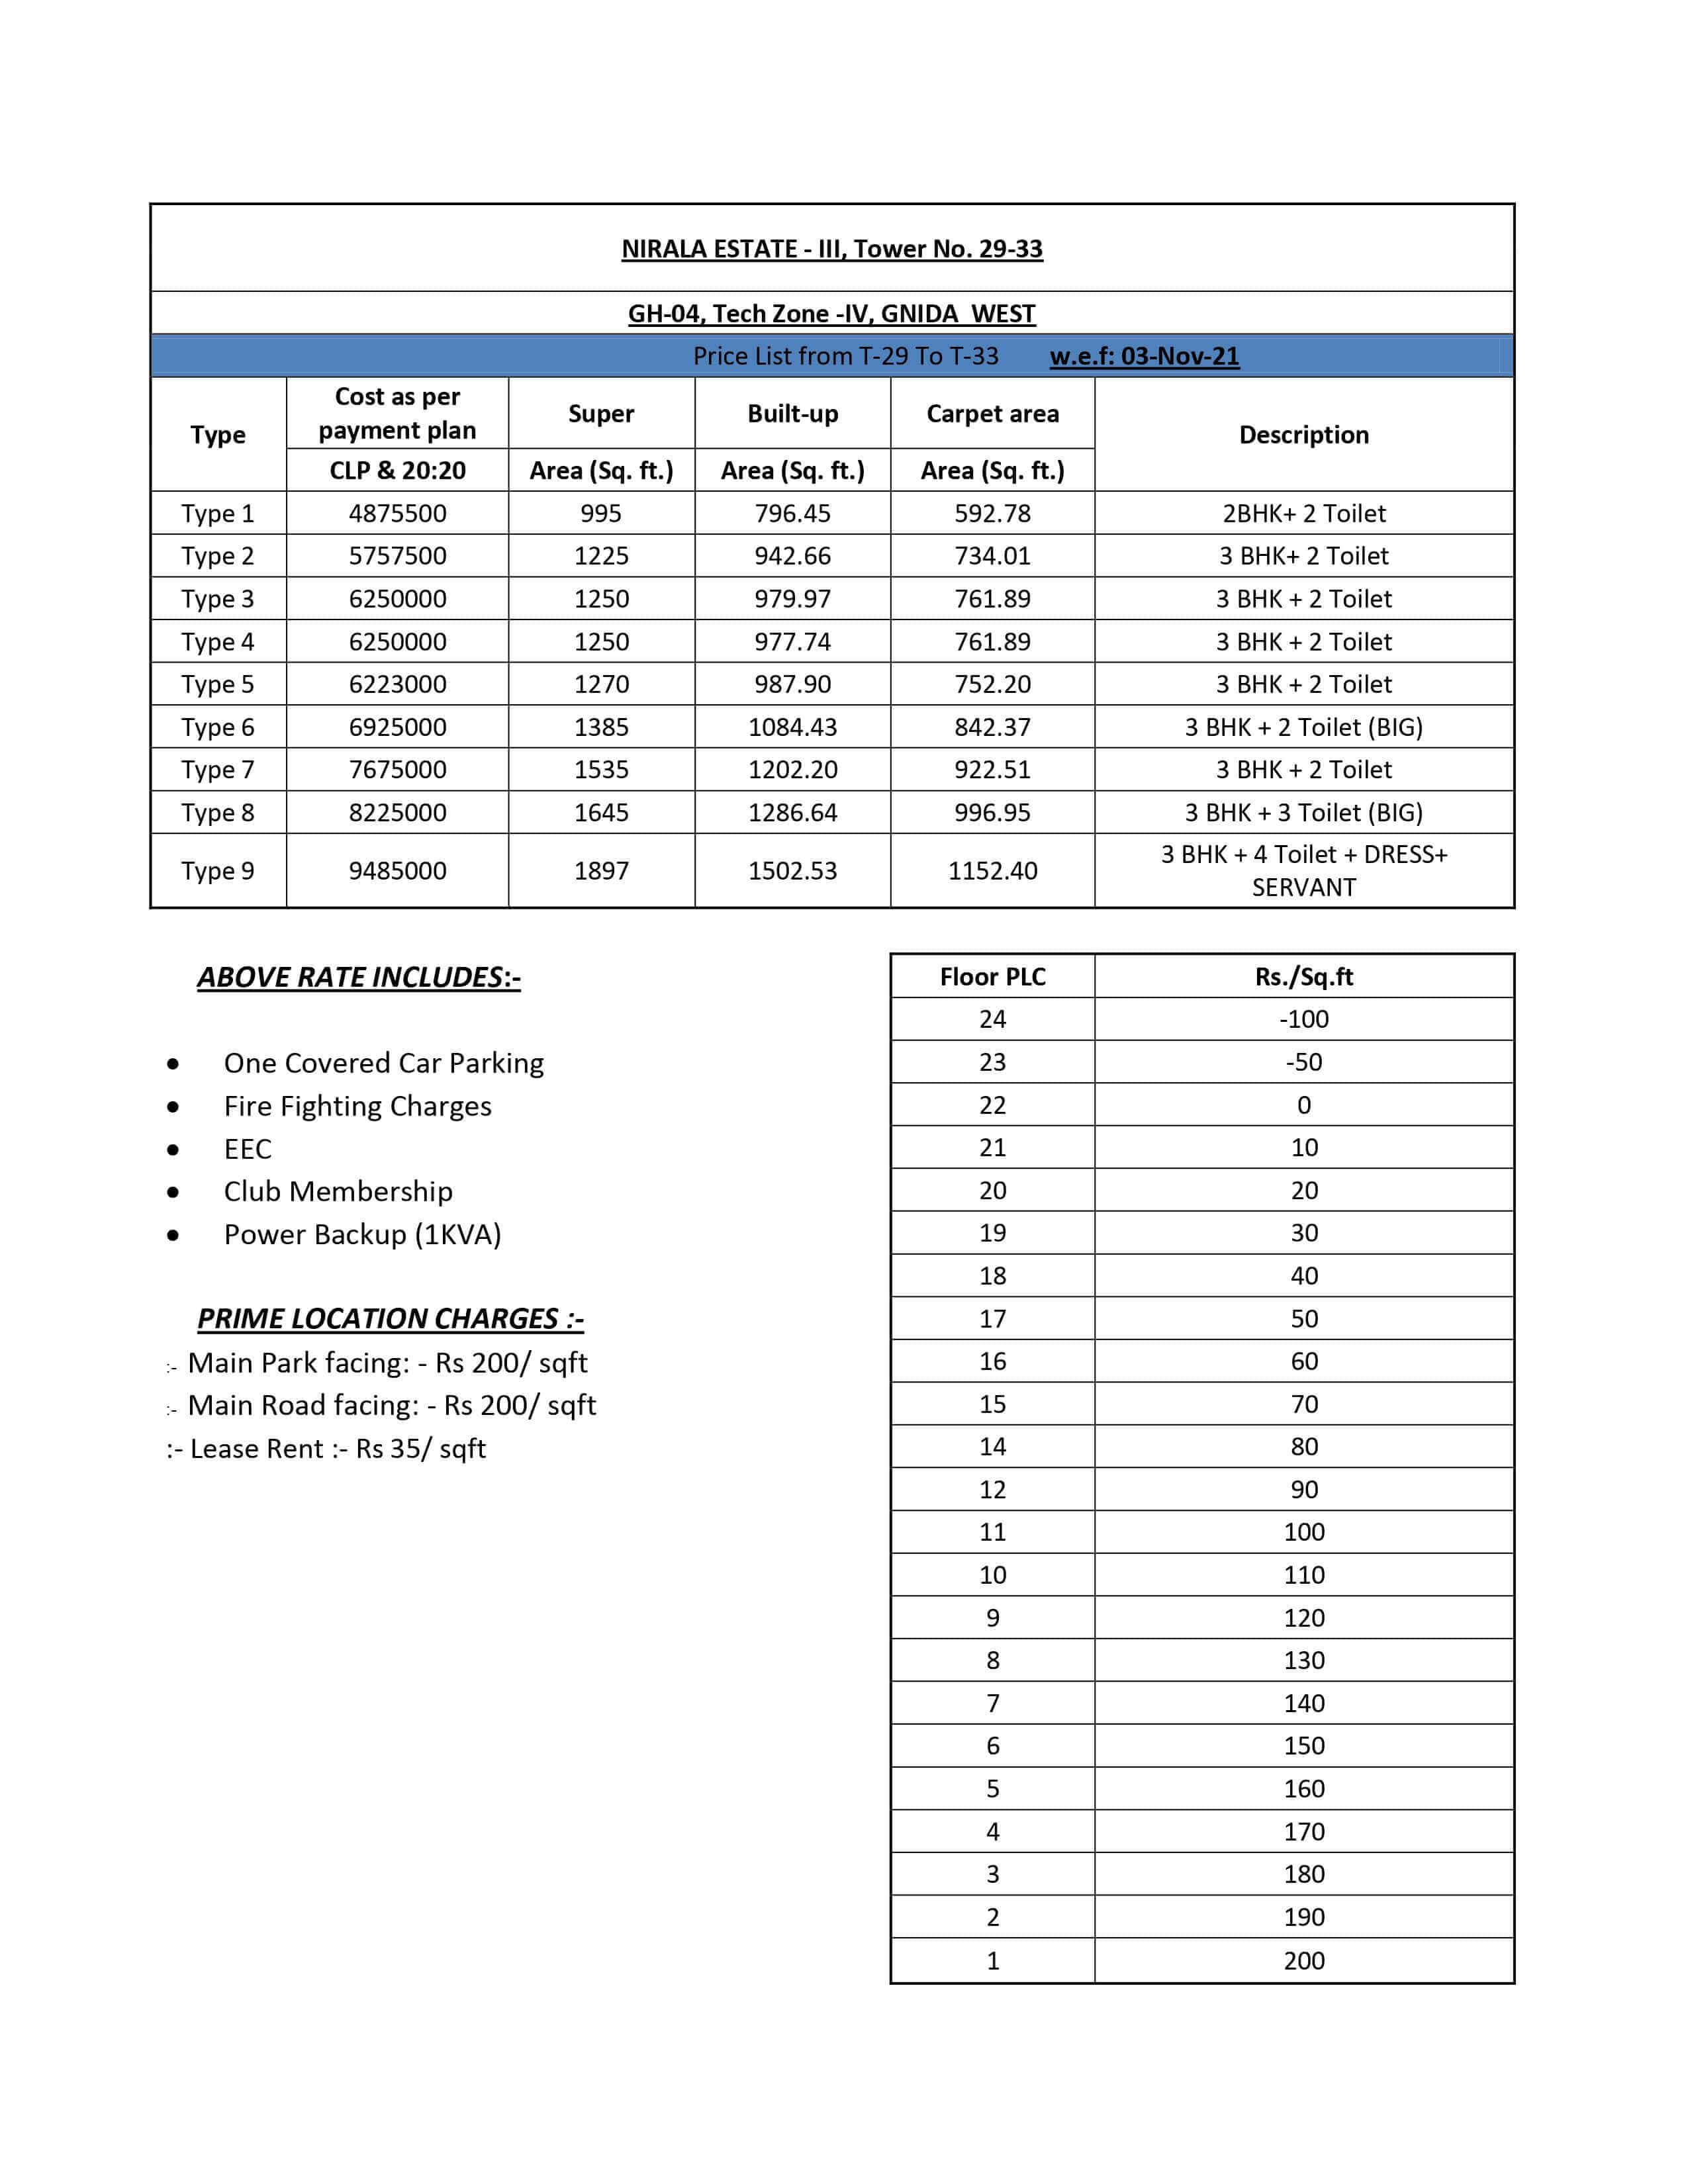 NIRALA ESTATE - III, Tower No. 29-33
GH-04, Tech Zone -IV, GNIDA WEST
Price List from T-29 To T-33 w.e.f: 03-Nov-21
Type Cost as per payment plan Super Built-up Carpet area Description
CLP & 20:20 Area (Sq. ft.) Area (Sq. ft.) Area (Sq. ft.)
Type 1 4875500 995 796.45 592.78 2BHK+ 2 Toilet
Type 2 5757500 1225 942.66 734.01 3 BHK+ 2 Toilet
Type 3 6250000 1250 979.97 761.89 3 BHK + 2 Toilet
Type 4 6250000 1250 977.74 761.89 3 BHK + 2 Toilet
Type 5 6223000 1270 987.90 752.20 3 BHK + 2 Toilet
Type 6 6925000 1385 1084.43 842.37 3 BHK + 2 Toilet (BIG)
Type 7 7675000 1535 1202.20 922.51 3 BHK + 2 Toilet
Type 8 8225000 1645 1286.64 996.95 3 BHK + 3 Toilet (BIG)
Type 9 9485000 1897 1502.53 1152.40 3 BHK + 4 Toilet + DRESS+ SERVANT
ABOVE RATE INCLUDES:-
• One Covered Car Parking
• Fire Fighting Charges
• EEC
• Club Membership
• Power Backup (1KVA)
PRIME LOCATION CHARGES :-
:- Main Park facing: - Rs 200/ sqft
:- Main Road facing: - Rs 200/ sqft
:- Lease Rent :- Rs 35/ sqft
Floor PLC Rs./Sq.ft
24 -100
23 -50
22 0
21 10
20 20
19 30
18 40
17 50
16 60
15 70
14 80
12 90
11 100
10 110
9 120
8 130
7 140
6 150
5 160
4 170
3 180
2 190
1 200